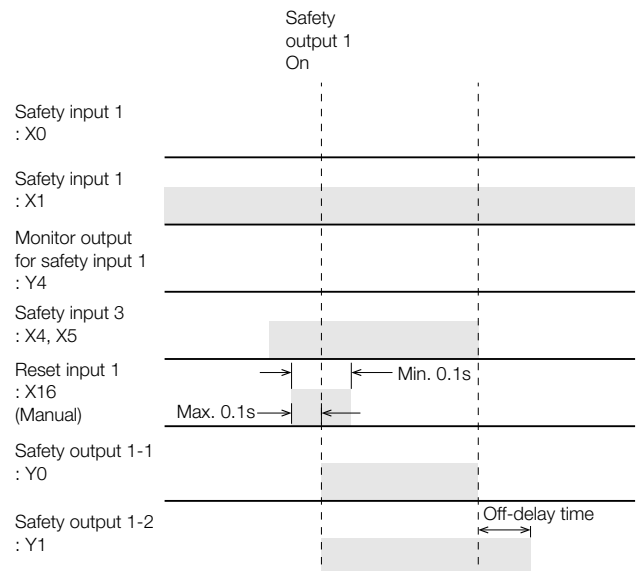 Safety
output 1
On
Safety input 1
: X0
Safety input 1
: X1
Monitor output
for safety input 1
: Y4
Safety input 3
: X4, X5
Reset input 1
: X16
(Manual)
Min. 0.1s
Max. 0.1s
Safety output 1-1
: Y0
Off-delay time
Safety output 1-2
: Y1